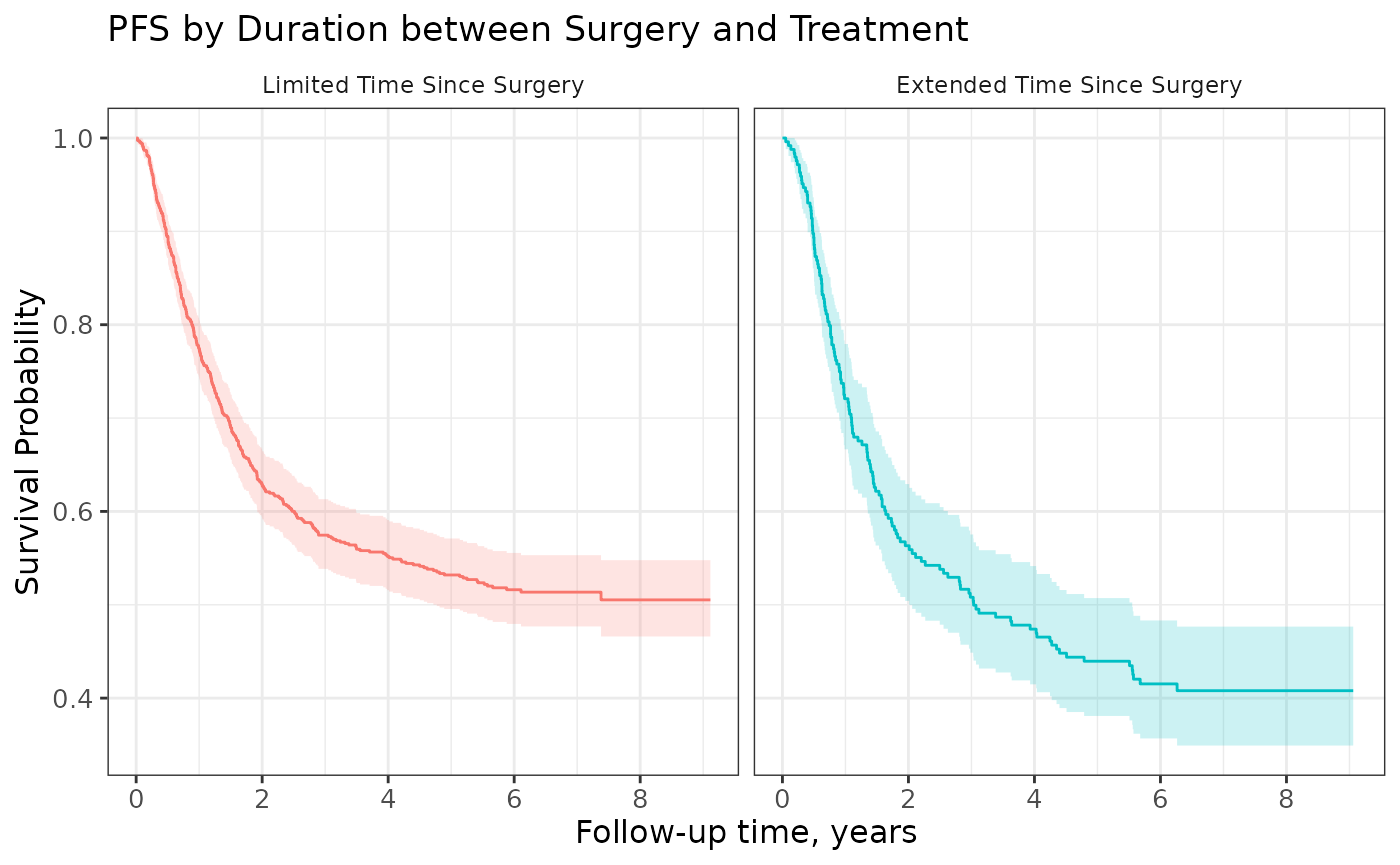 PFS by Duration between Surgery and Treatment
Limited Time Since Surgery
Extended Time Since Surgery
Survival Probability
1.0
0.8
0.6
0.4
0 2 4 6 8
0 2 4 6 8
Follow-up time, years